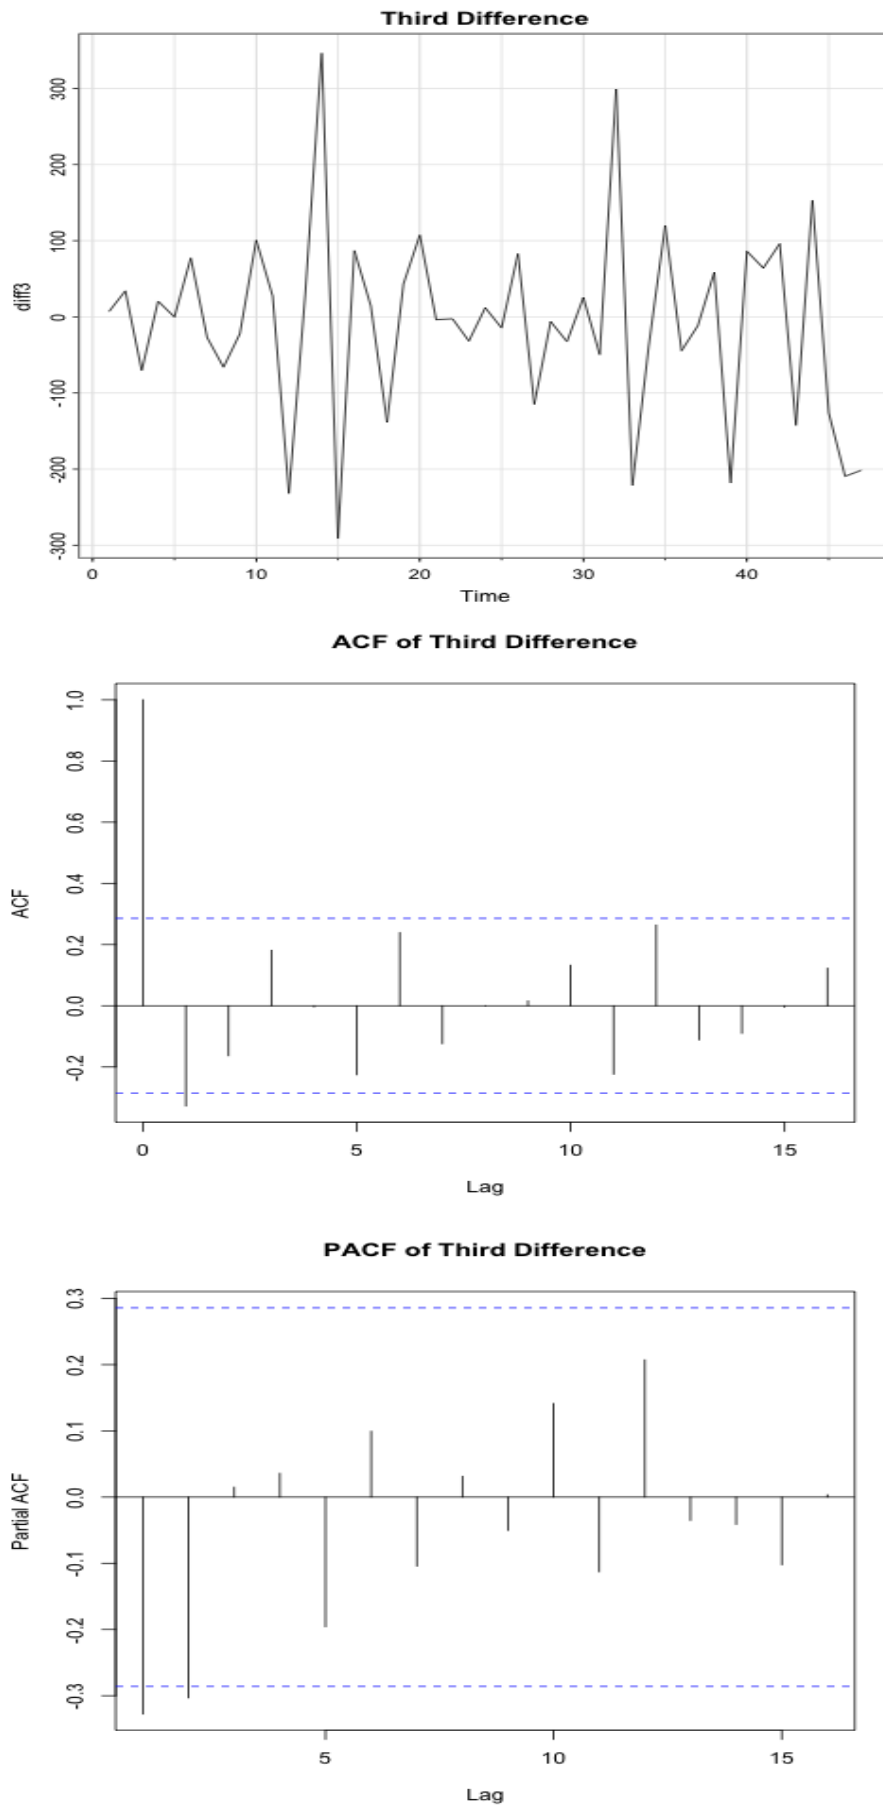 Third Difference
300
200
100
0
-100
-200
-300
diff3
0 10 20 30 40
Time
ACF of Third Difference
1.0
0.8
0.6
0.4
0.2
0.0
-0.2
ACF
0 5 10 15
Lag
PACF of Third Difference
0.3
0.2
0.1
0.0
-0.1
-0.2
-0.3
Partial ACF
5 10 15
Lag